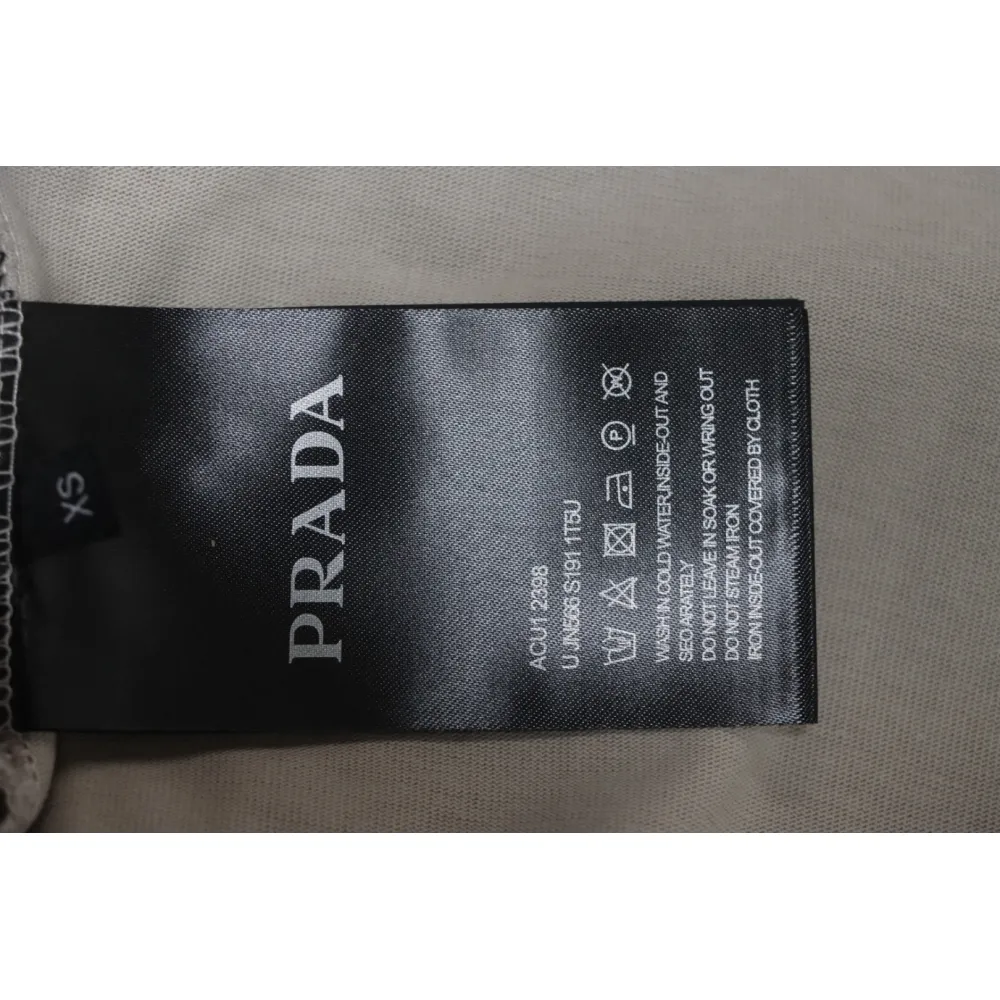 XS
PRADA
ACU1 2398
U JN566 S191 1T5U
P
WASH IN COLD WATER,INSIDE-OUT AND
SEO ARATELY
DO NOT LEAVE IN SOAK OR WRING OUT
DO NOT STEAM IRON
IRON INSIDE-OUT COVERED BY CLOTH